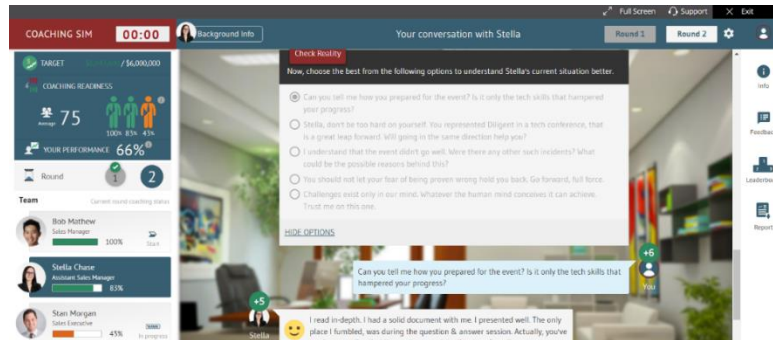 Full Screen
Support
Exit
COACHING SIM
00:00
Background Info
Your conversation with Stella
Round 1
Round 2
TARGET
/ $6,000,000
COACHING READINESS
Average
75
100% 83% 45%
YOUR PERFORMANCE 66%
Round
1
2
Team
Current round coaching status
Bob Mathew
Sales Manager
100%
Start
Stella Chase
Assistant Sales Manager
83%
Stan Morgan
Sales Executive
45%
In progress
Check Reality
Now, choose the best from the following options to understand Stella's current situation better.
Can you tell me how you prepared for the event? Is it only the tech skills that hampered
your progress?
Stella, don't be too hard on yourself. You represented Diligent in a tech conference, that
is a great leap forward. Will going in the same direction help you?
I understand that the event didn't go well. Were there any other such incidents? What
could be the possible reasons behind this?
You should not let your fear of being proven wrong hold you back. Go forward, full force.
Challenges exist only in our mind. Whatever the human mind conceives it can achieve.
Trust me on this one.
HIDE OPTIONS
+6
Can you tell me how you prepared for the event? Is it only the tech skills that
hampered your progress?
You
+5
Stella
I read in-depth. I had a solid document with me. I presented well. The only
place I fumbled, was during the question & answer session. Actually, you've
Info
Feedback
Leaderboard
Report